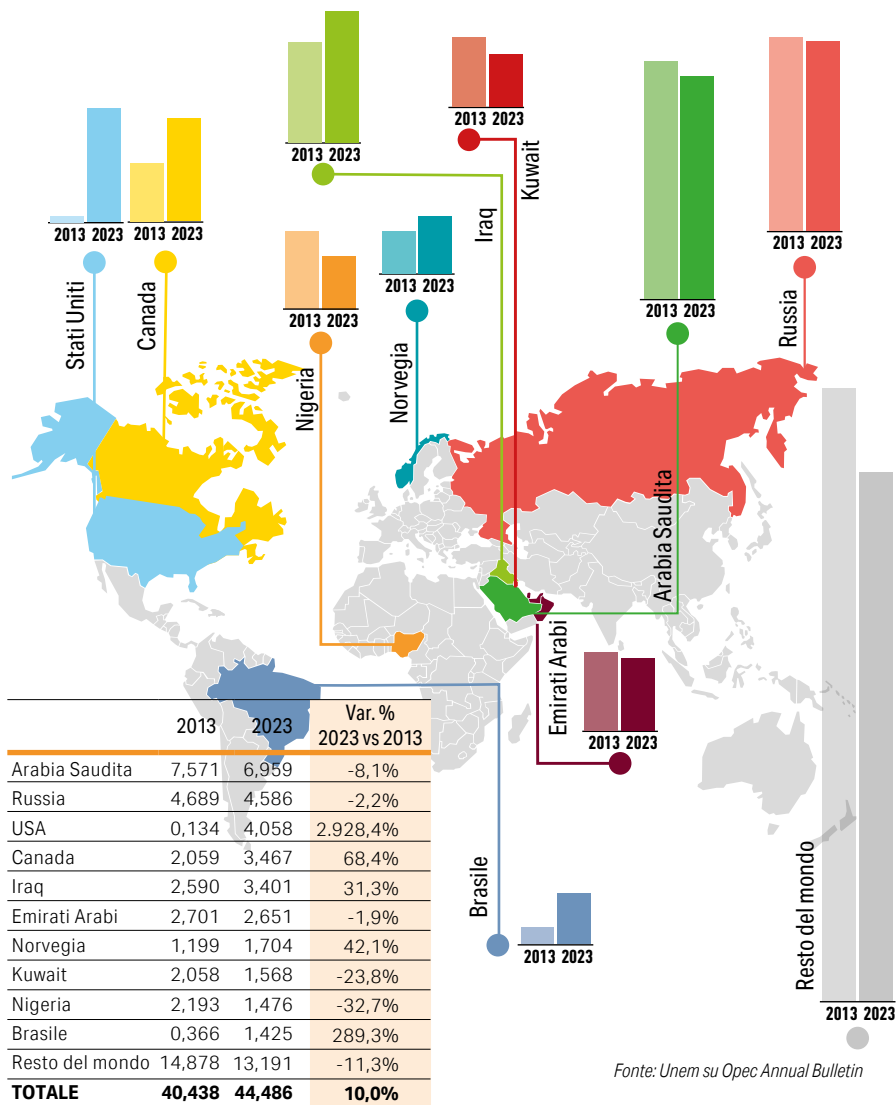 2013 2023
Stati Uniti
2013 2023
Canada
2013 2023
Iraq
2013 2023
Kuwait
2013 2023
Nigeria
2013 2023
Norvegia
2013 2023
Arabia Saudita
2013 2023
Russia
2013 2023
Emirati Arabi
2013 2023
Brasile
2013 2023
Resto del mondo
2013 2023 Var. %
2023 vs 2013
Arabia Saudita 7,571 6,959 -8,1%
Russia 4,689 4,586 -2,2%
USA 0,134 4,058 2.928,4%
Canada 2,059 3,467 68,4%
Iraq 2,590 3,401 31,3%
Emirati Arabi 2,701 2,651 -1,9%
Norvegia 1,199 1,704 42,1%
Kuwait 2,058 1,568 -23,8%
Nigeria 2,193 1,476 -32,7%
Brasile 0,366 1,425 289,3%
Resto del mondo 14,878 13,191 -11,3%
TOTALE 40,438 44,486 10,0%
Fonte: Unem su Opec Annual Bulletin